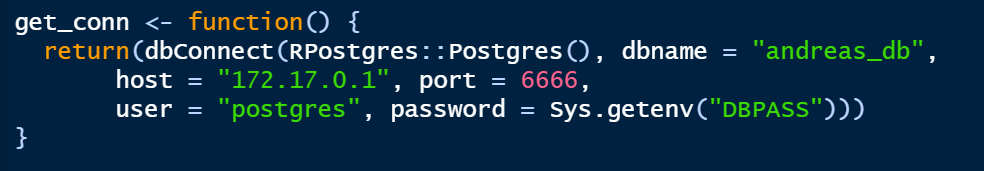 get_conn <- function() {
  return(dbConnect(RPostgres::Postgres(), dbname = "andreas_db",
       host = "172.17.0.1", port = 6666,
       user = "postgres", password = Sys.getenv("DBPASS")))
}